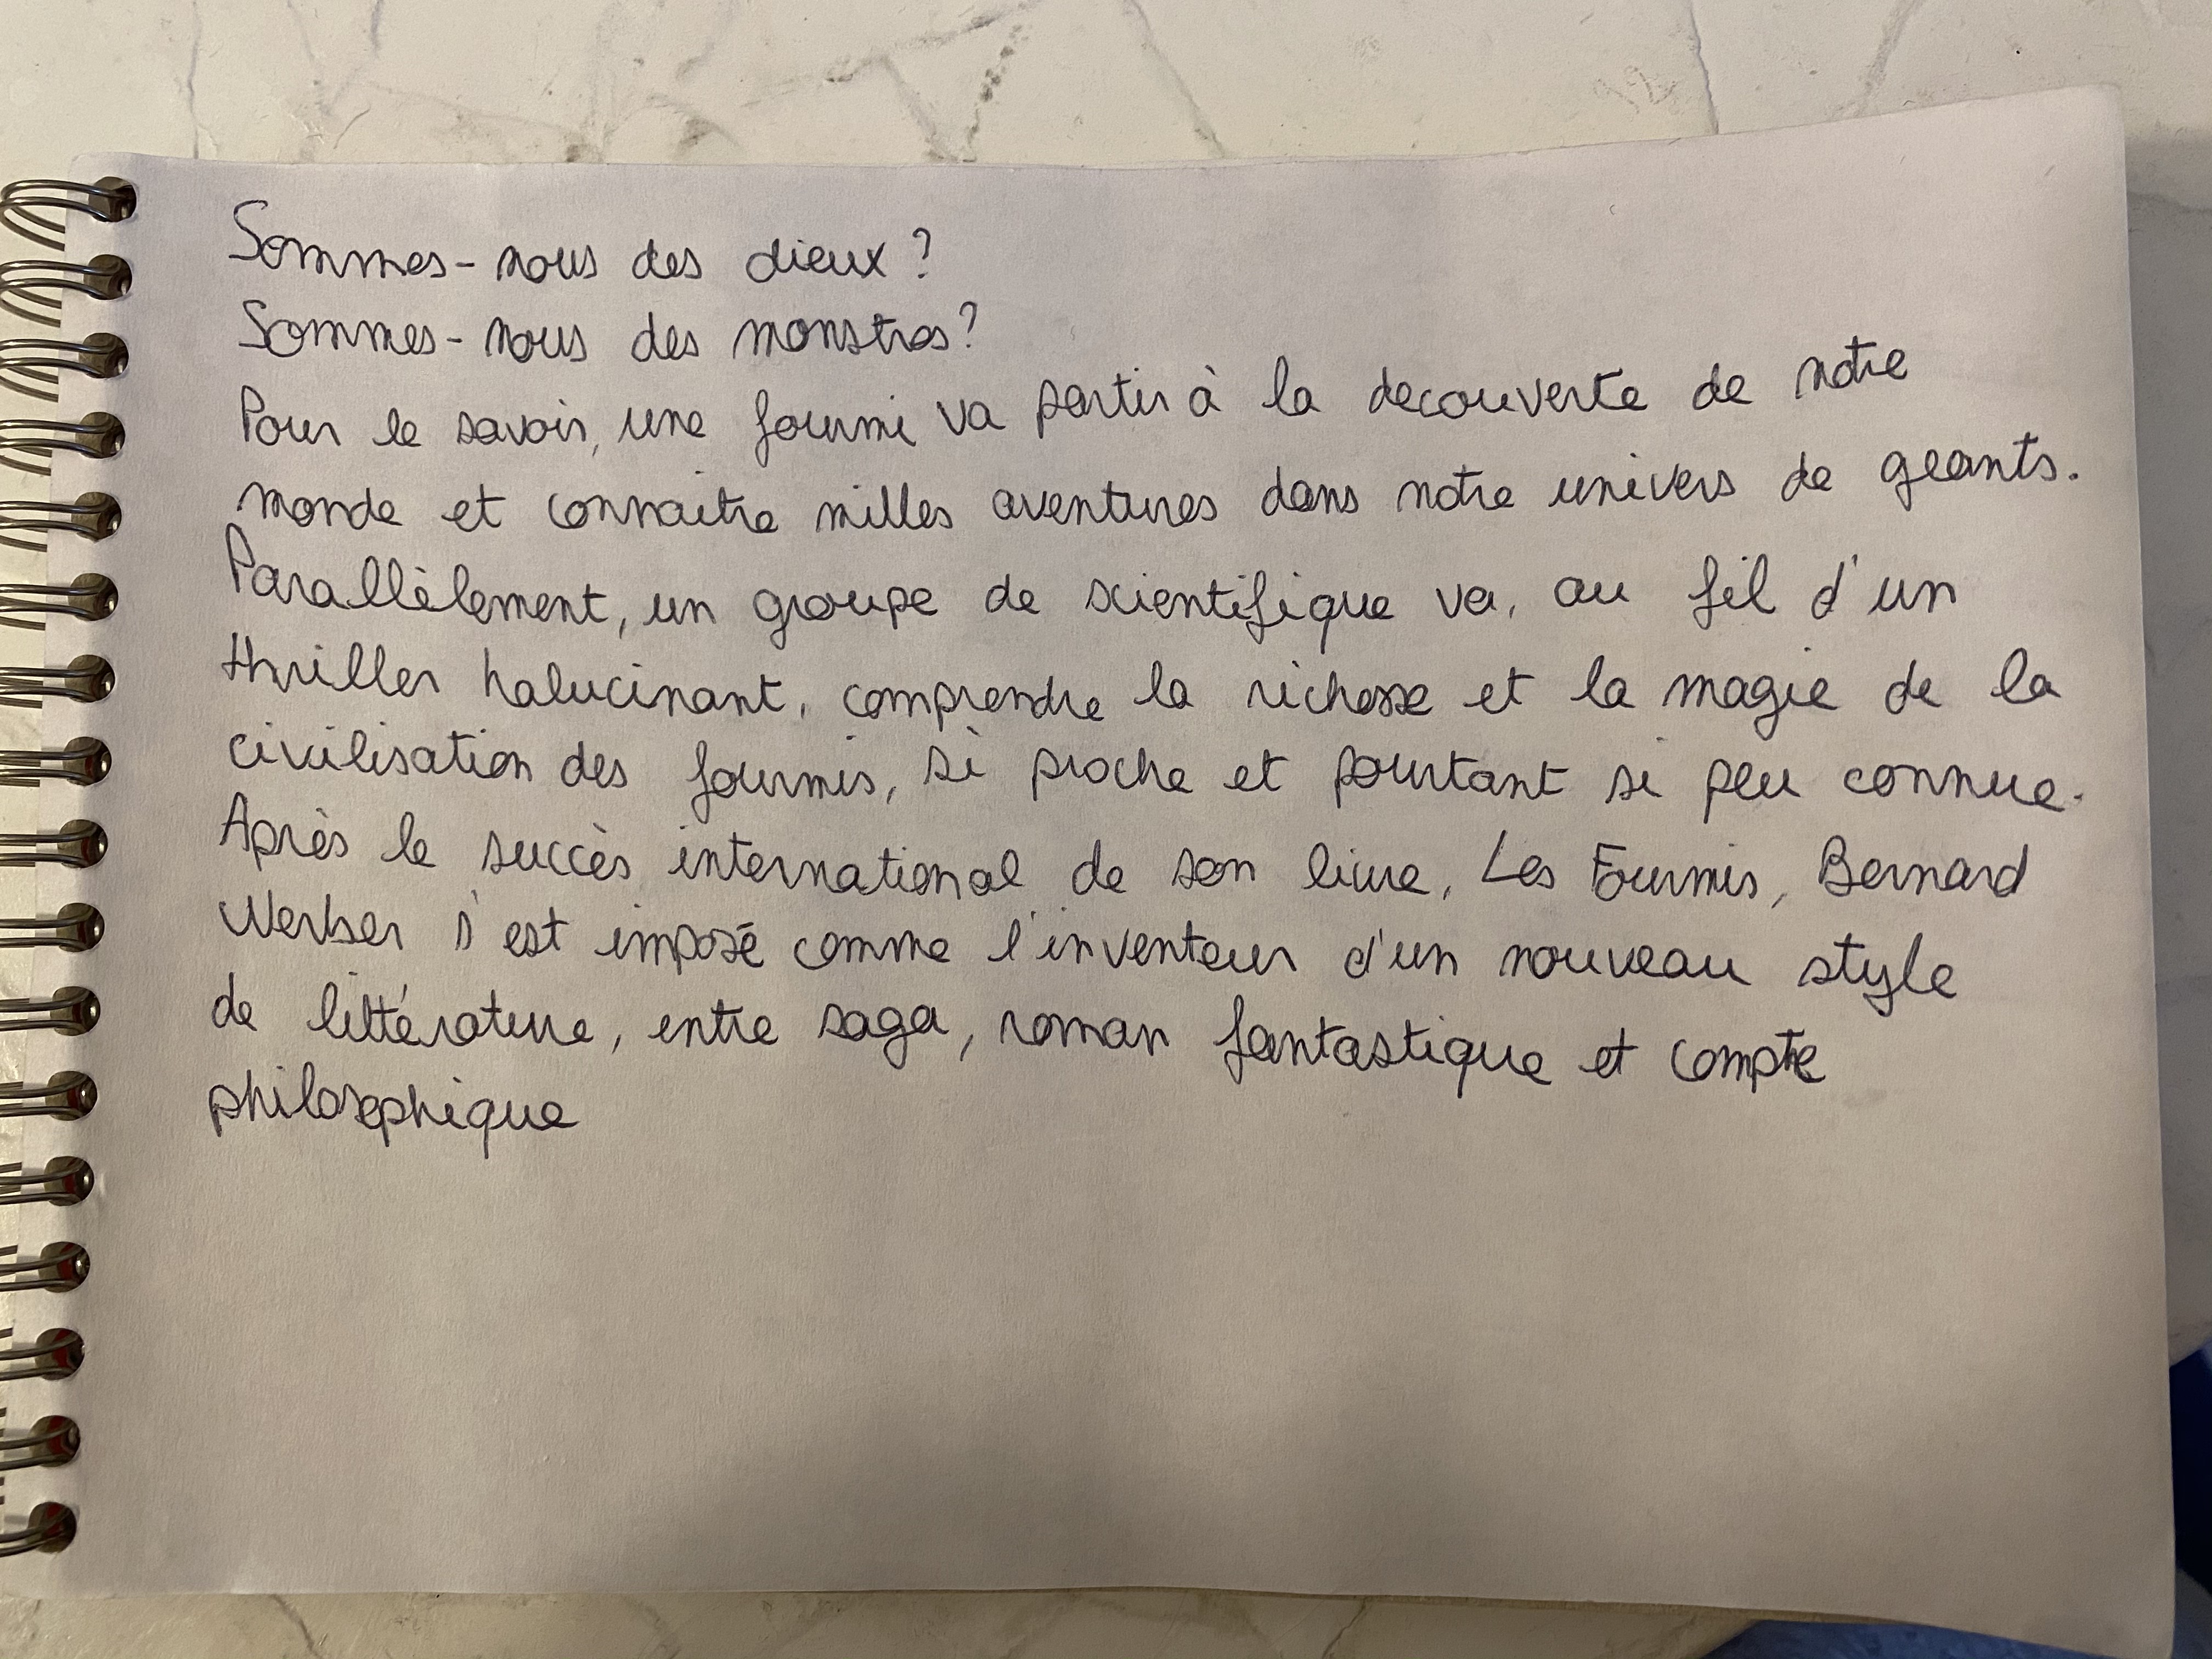 Sommes-nous des dieux ?
Sommes-nous des monstres ?
Pour le savoir, une fourmi va partir à la decouverte de notre
monde et connaitre milles aventures dans notre univers de geants.
Parallèlement, un groupe de scientifique va, au fil d'un
thriller halucinant, comprendre la richesse et la magie de la
civilisation des fourmis, si proche et pourtant si peu connue.
Après le succès international de son livre, Les Fourmis, Bernard
Werber s'est imposé comme l'inventeur d'un nouveau style
de littérature, entre saga, roman fantastique et compte
philosophique